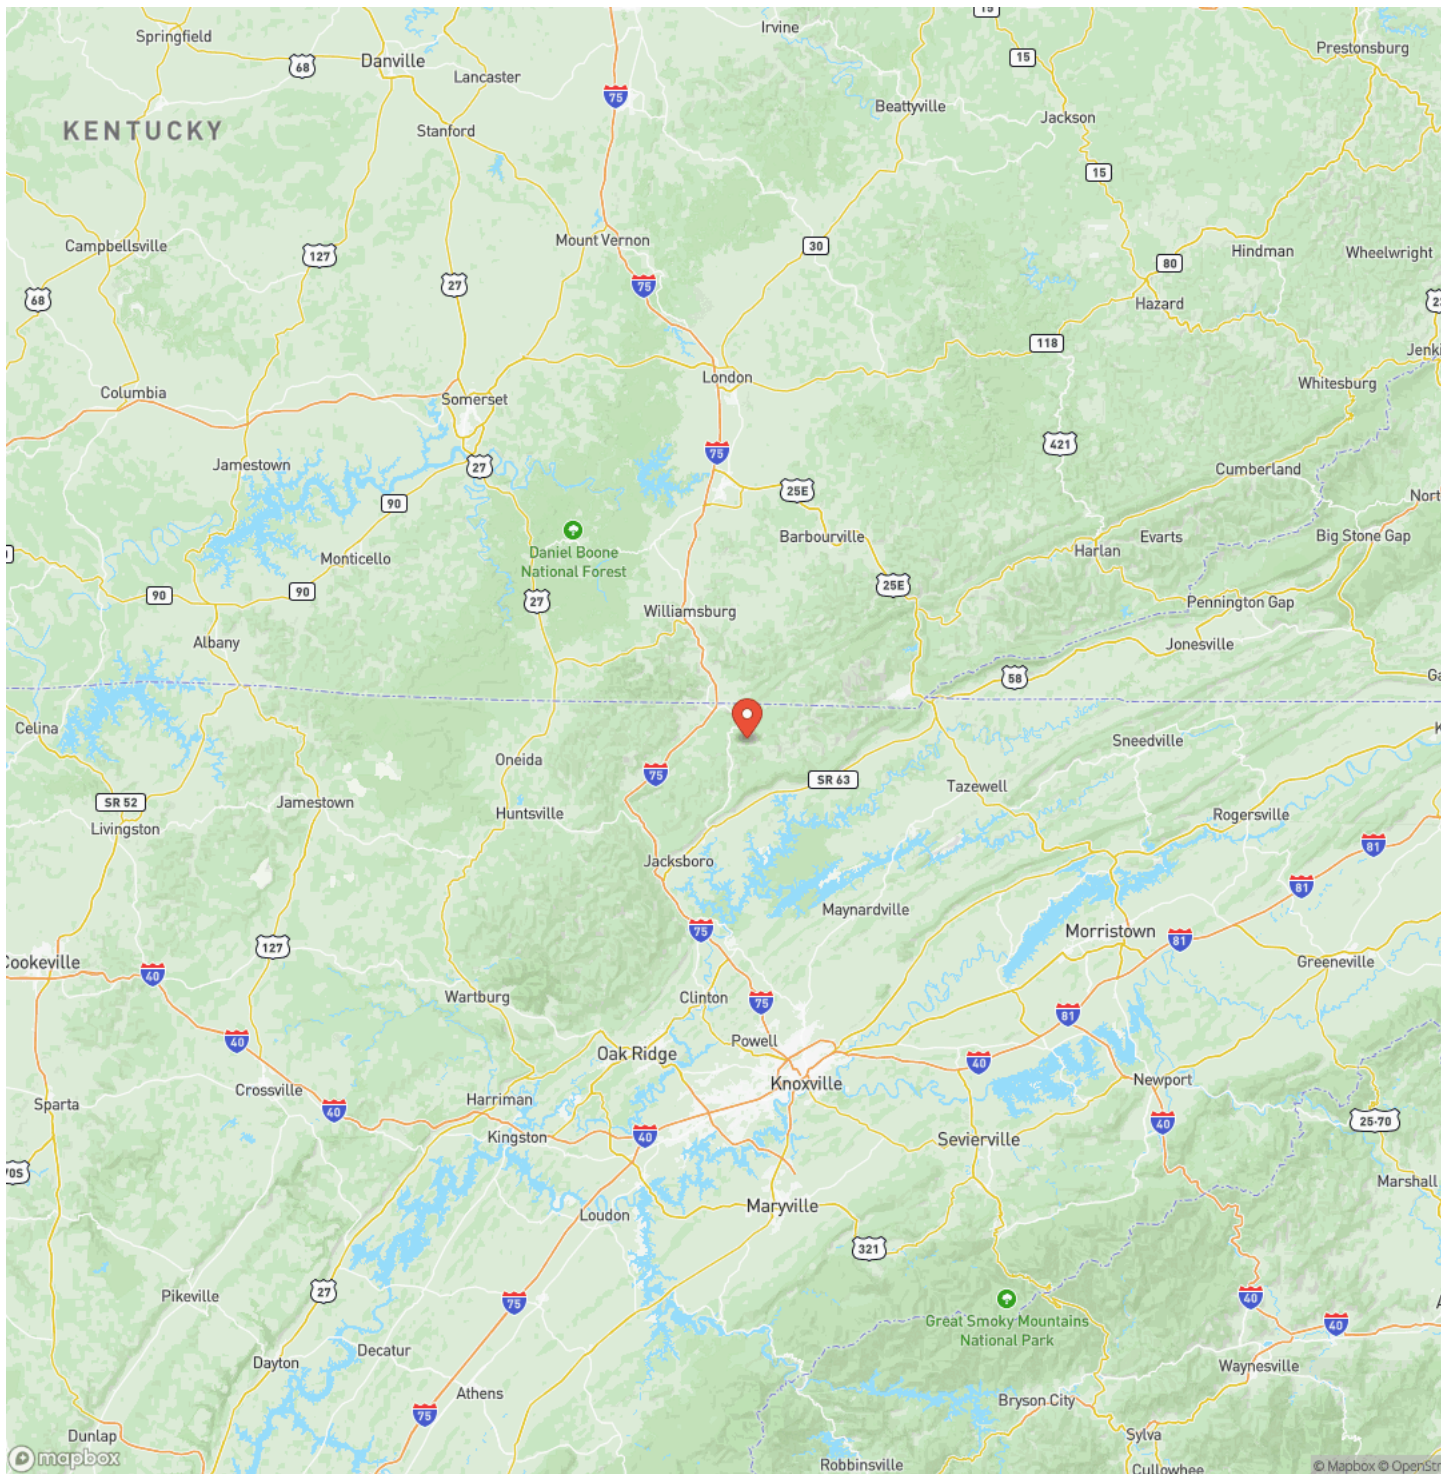 15
Irvine
Springfield
Prestonsburg
68
15
Danville
Lancaster
75
Beattyville
Jackson
KENTUCKY
Stanford
15
Mount Vernon
Campbellsville
30
127
Hindman
Wheelwright
80
27
75
68
Hazard
118
London
Whitesburg
Columbia
Somerset
421
75
Jamestown
27
Cumberland
25E
90
Daniel Boone
National Forest
Barbourville
Evarts
Big Stone Gap
Harlan
Monticello
25E
90
90
27
Pennington Gap
Williamsburg
Albany
Jonesville
58
Celina
Sneedville
Oneida
75
SR 63
Tazewell
SR 52
Jamestown
Huntsville
Rogersville
Livingston
81
Jacksboro
81
Maynardville
75
Morristown
81
127
Cookeville
40
Greeneville
Wartburg
Clinton
75
81
40
Powell
Oak Ridge
40
Knoxville
Newport
Crossville
Harriman
Sparta
40
40
25-70
Kingston
40
Sevierville
70S
Marshall
Maryville
Loudon
321
Pikeville
27
75
40
Great Smoky Mountains
National Park
40
Decatur
Dayton
Waynesville
Athens
Bryson City
75
Dunlap
Sylva
mapbox
Robbinsville
Cullowhee
© Mapbox © OpenStr